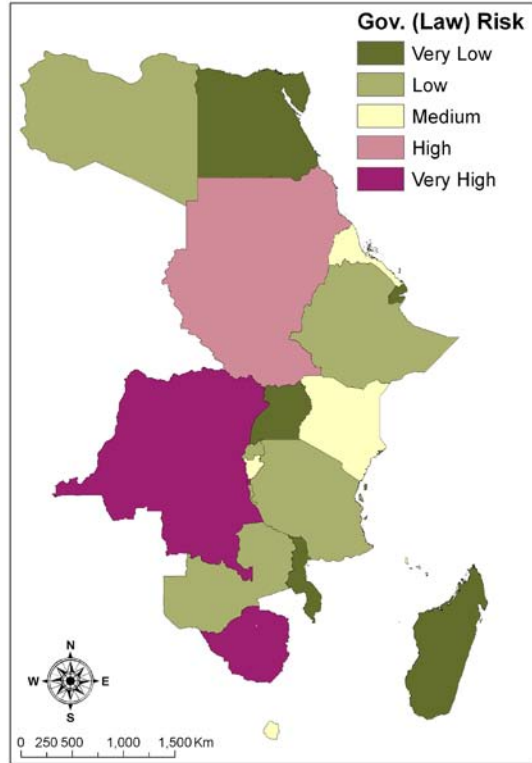 Gov. (Law) Risk
Very Low
Low
Medium
High
Very High
N
W E
S
0 250 500 1,000 1,500 Km